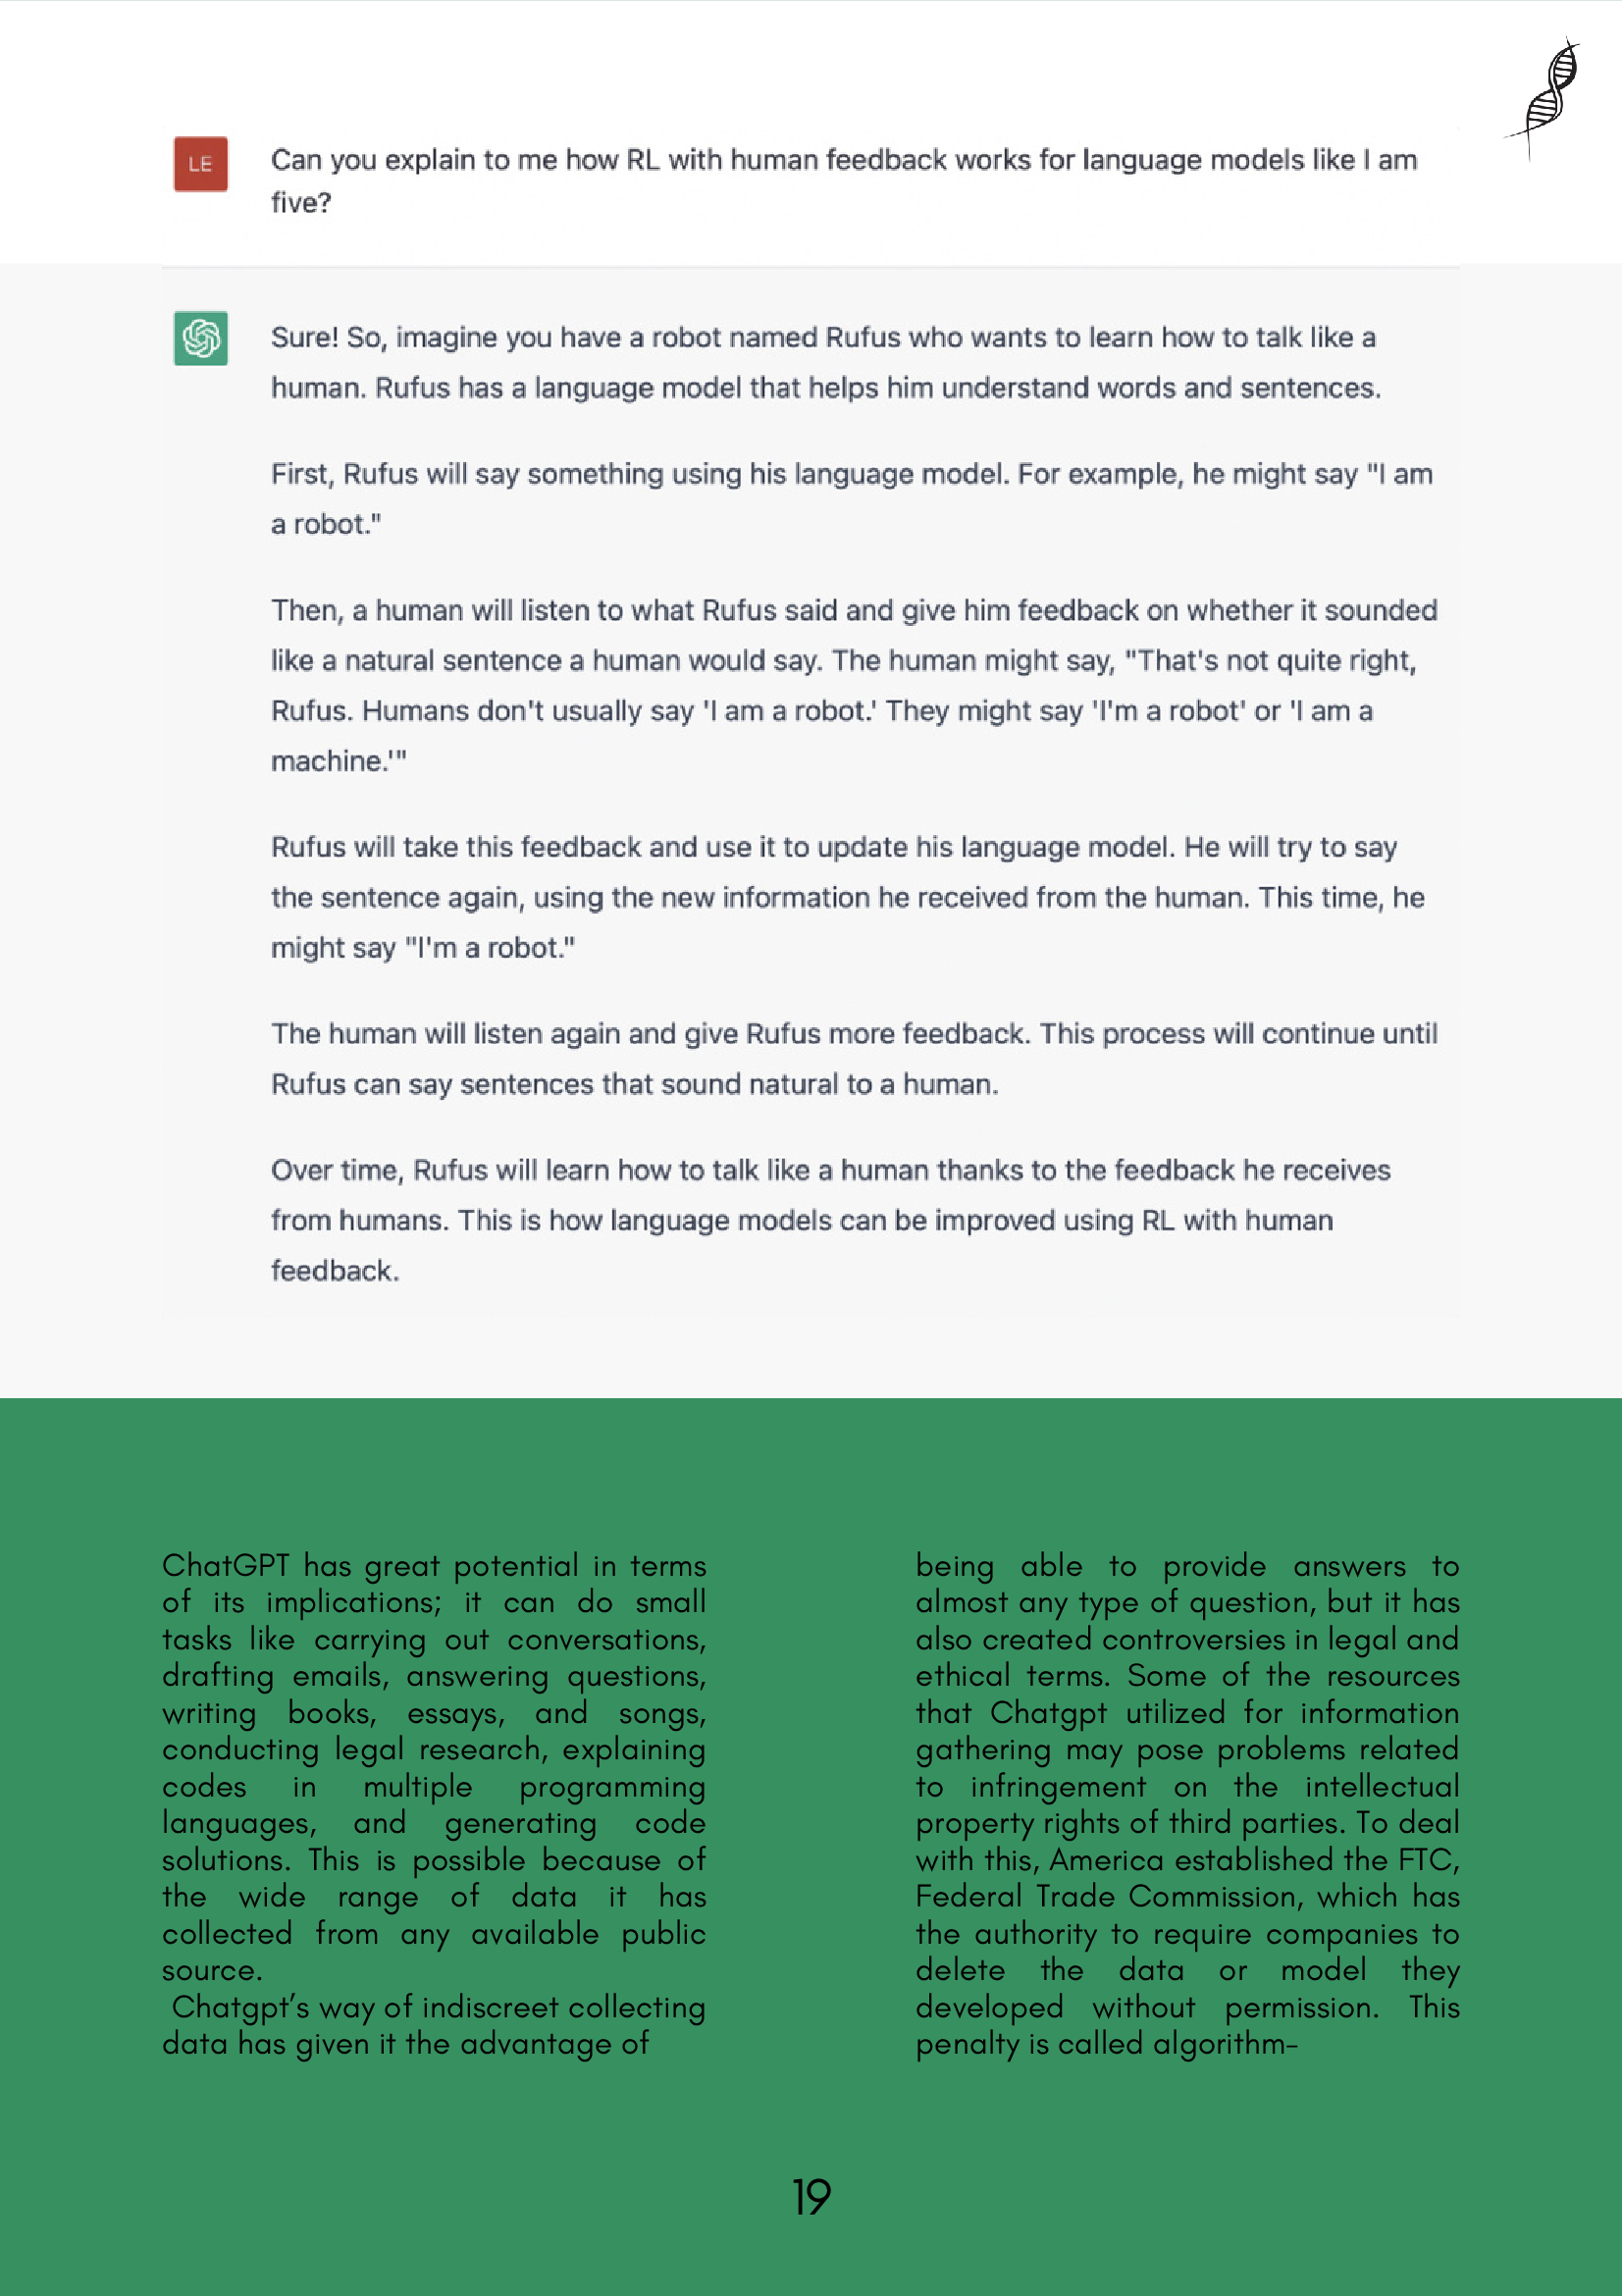 LE
Can you explain to me how RL with human feedback works for language models like I am
five?
Sure! So, imagine you have a robot named Rufus who wants to learn how to talk like a
human. Rufus has a language model that helps him understand words and sentences.
First, Rufus will say something using his language model. For example, he might say "I am
a robot."
Then, a human will listen to what Rufus said and give him feedback on whether it sounded
like a natural sentence a human would say. The human might say, "That's not quite right,
Rufus. Humans don't usually say 'I am a robot.' They might say 'I'm a robot' or 'I am a
machine.'"
Rufus will take this feedback and use it to update his language model. He will try to say
the sentence again, using the new information he received from the human. This time, he
might say "I'm a robot."
The human will listen again and give Rufus more feedback. This process will continue until
Rufus can say sentences that sound natural to a human.
Over time, Rufus will learn how to talk like a human thanks to the feedback he receives
from humans. This is how language models can be improved using RL with human
feedback.
ChatGPT has great potential in terms
of its implications; it can do small
tasks like carrying out conversations,
drafting emails, answering questions,
writing books, essays, and songs,
conducting legal research, explaining
codes in multiple programming
languages, and generating code
solutions. This is possible because of
the wide range of data it has
collected from any available public
source.
Chatgpt's way of indiscreet collecting
data has given it the advantage of
being able to provide answers to
almost any type of question, but it has
also created controversies in legal and
ethical terms. Some of the resources
that Chatgpt utilized for information
gathering may pose problems related
to infringement on the intellectual
property rights of third parties. To deal
with this, America established the FTC,
Federal Trade Commission, which has
the authority to require companies to
delete the data or model they
developed without permission. This
penalty is called algorithm-
19